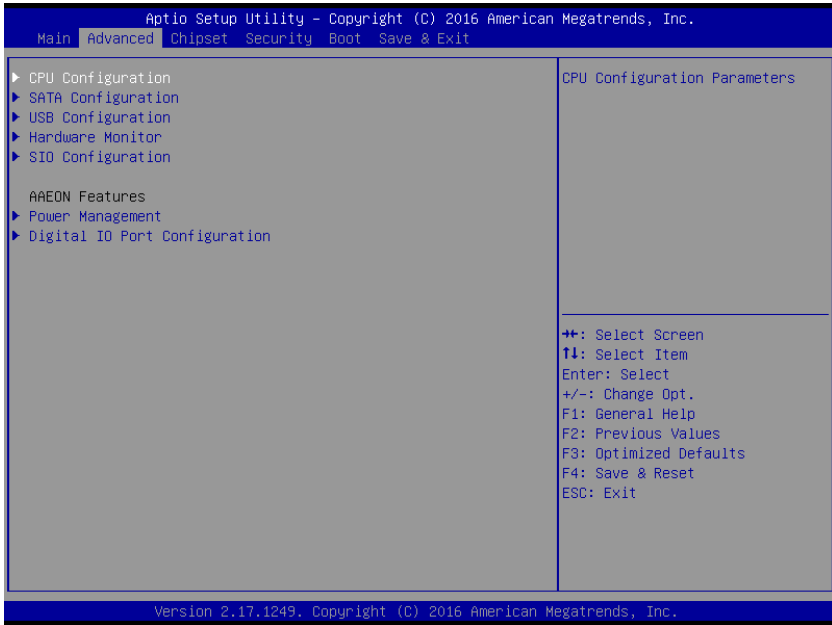 Aptio Setup Utility – Copyright (C) 2016 American Megatrends, Inc.
Main Advanced Chipset Security Boot Save & Exit
▶ CPU Configuration
▶ SATA Configuration
▶ USB Configuration
▶ Hardware Monitor
▶ SIO Configuration
AAEON Features
▶ Power Management
▶ Digital IO Port Configuration
CPU Configuration Parameters
→←: Select Screen
↑↓: Select Item
Enter: Select
+/-: Change Opt.
F1: General Help
F2: Previous Values
F3: Optimized Defaults
F4: Save & Reset
ESC: Exit
Version 2.17.1249. Copyright (C) 2016 American Megatrends, Inc.